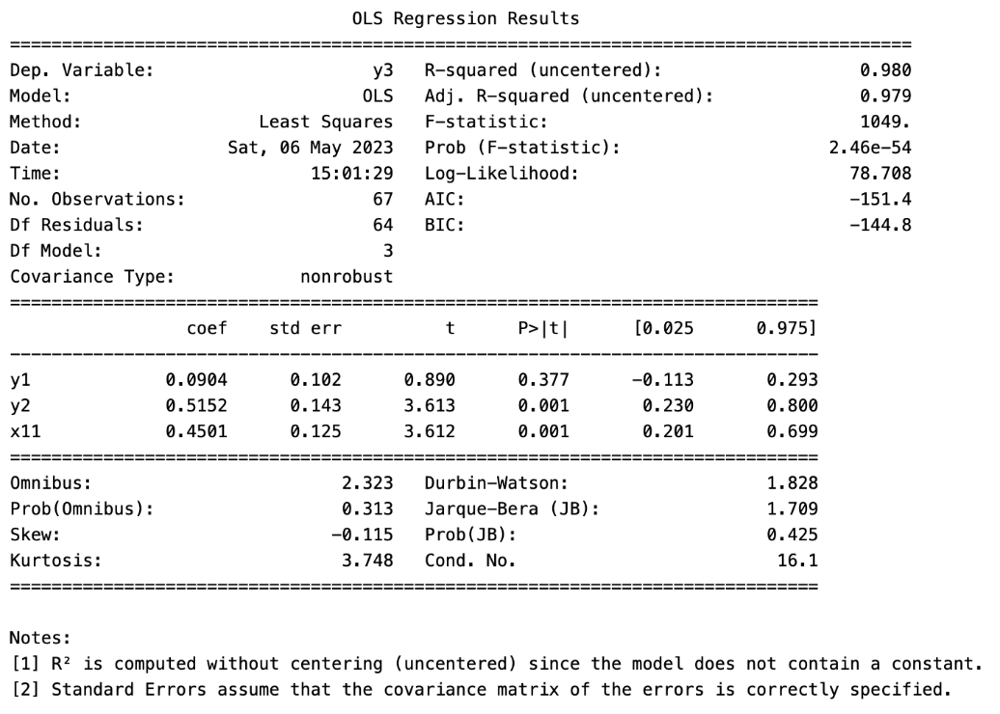 OLS Regression Results
==============================================================================
Dep. Variable: y3 R-squared (uncentered): 0.980
Model: OLS Adj. R-squared (uncentered): 0.979
Method: Least Squares F-statistic: 1049.
Date: Sat, 06 May 2023 Prob (F-statistic): 2.46e-54
Time: 15:01:29 Log-Likelihood: 78.708
No. Observations: 67 AIC: -151.4
Df Residuals: 64 BIC: -144.8
Df Model: 3
Covariance Type: nonrobust
==============================================================================
coef std err t P>|t| [0.025 0.975]
------------------------------------------------------------------------------
y1 0.0904 0.102 0.890 0.377 -0.113 0.293
y2 0.5152 0.143 3.613 0.001 0.230 0.800
x11 0.4501 0.125 3.612 0.001 0.201 0.699
==============================================================================
Omnibus: 2.323 Durbin-Watson: 1.828
Prob(Omnibus): 0.313 Jarque-Bera (JB): 1.709
Skew: -0.115 Prob(JB): 0.425
Kurtosis: 3.748 Cond. No. 16.1
==============================================================================
Notes:
[1] R² is computed without centering (uncentered) since the model does not contain a constant.
[2] Standard Errors assume that the covariance matrix of the errors is correctly specified.